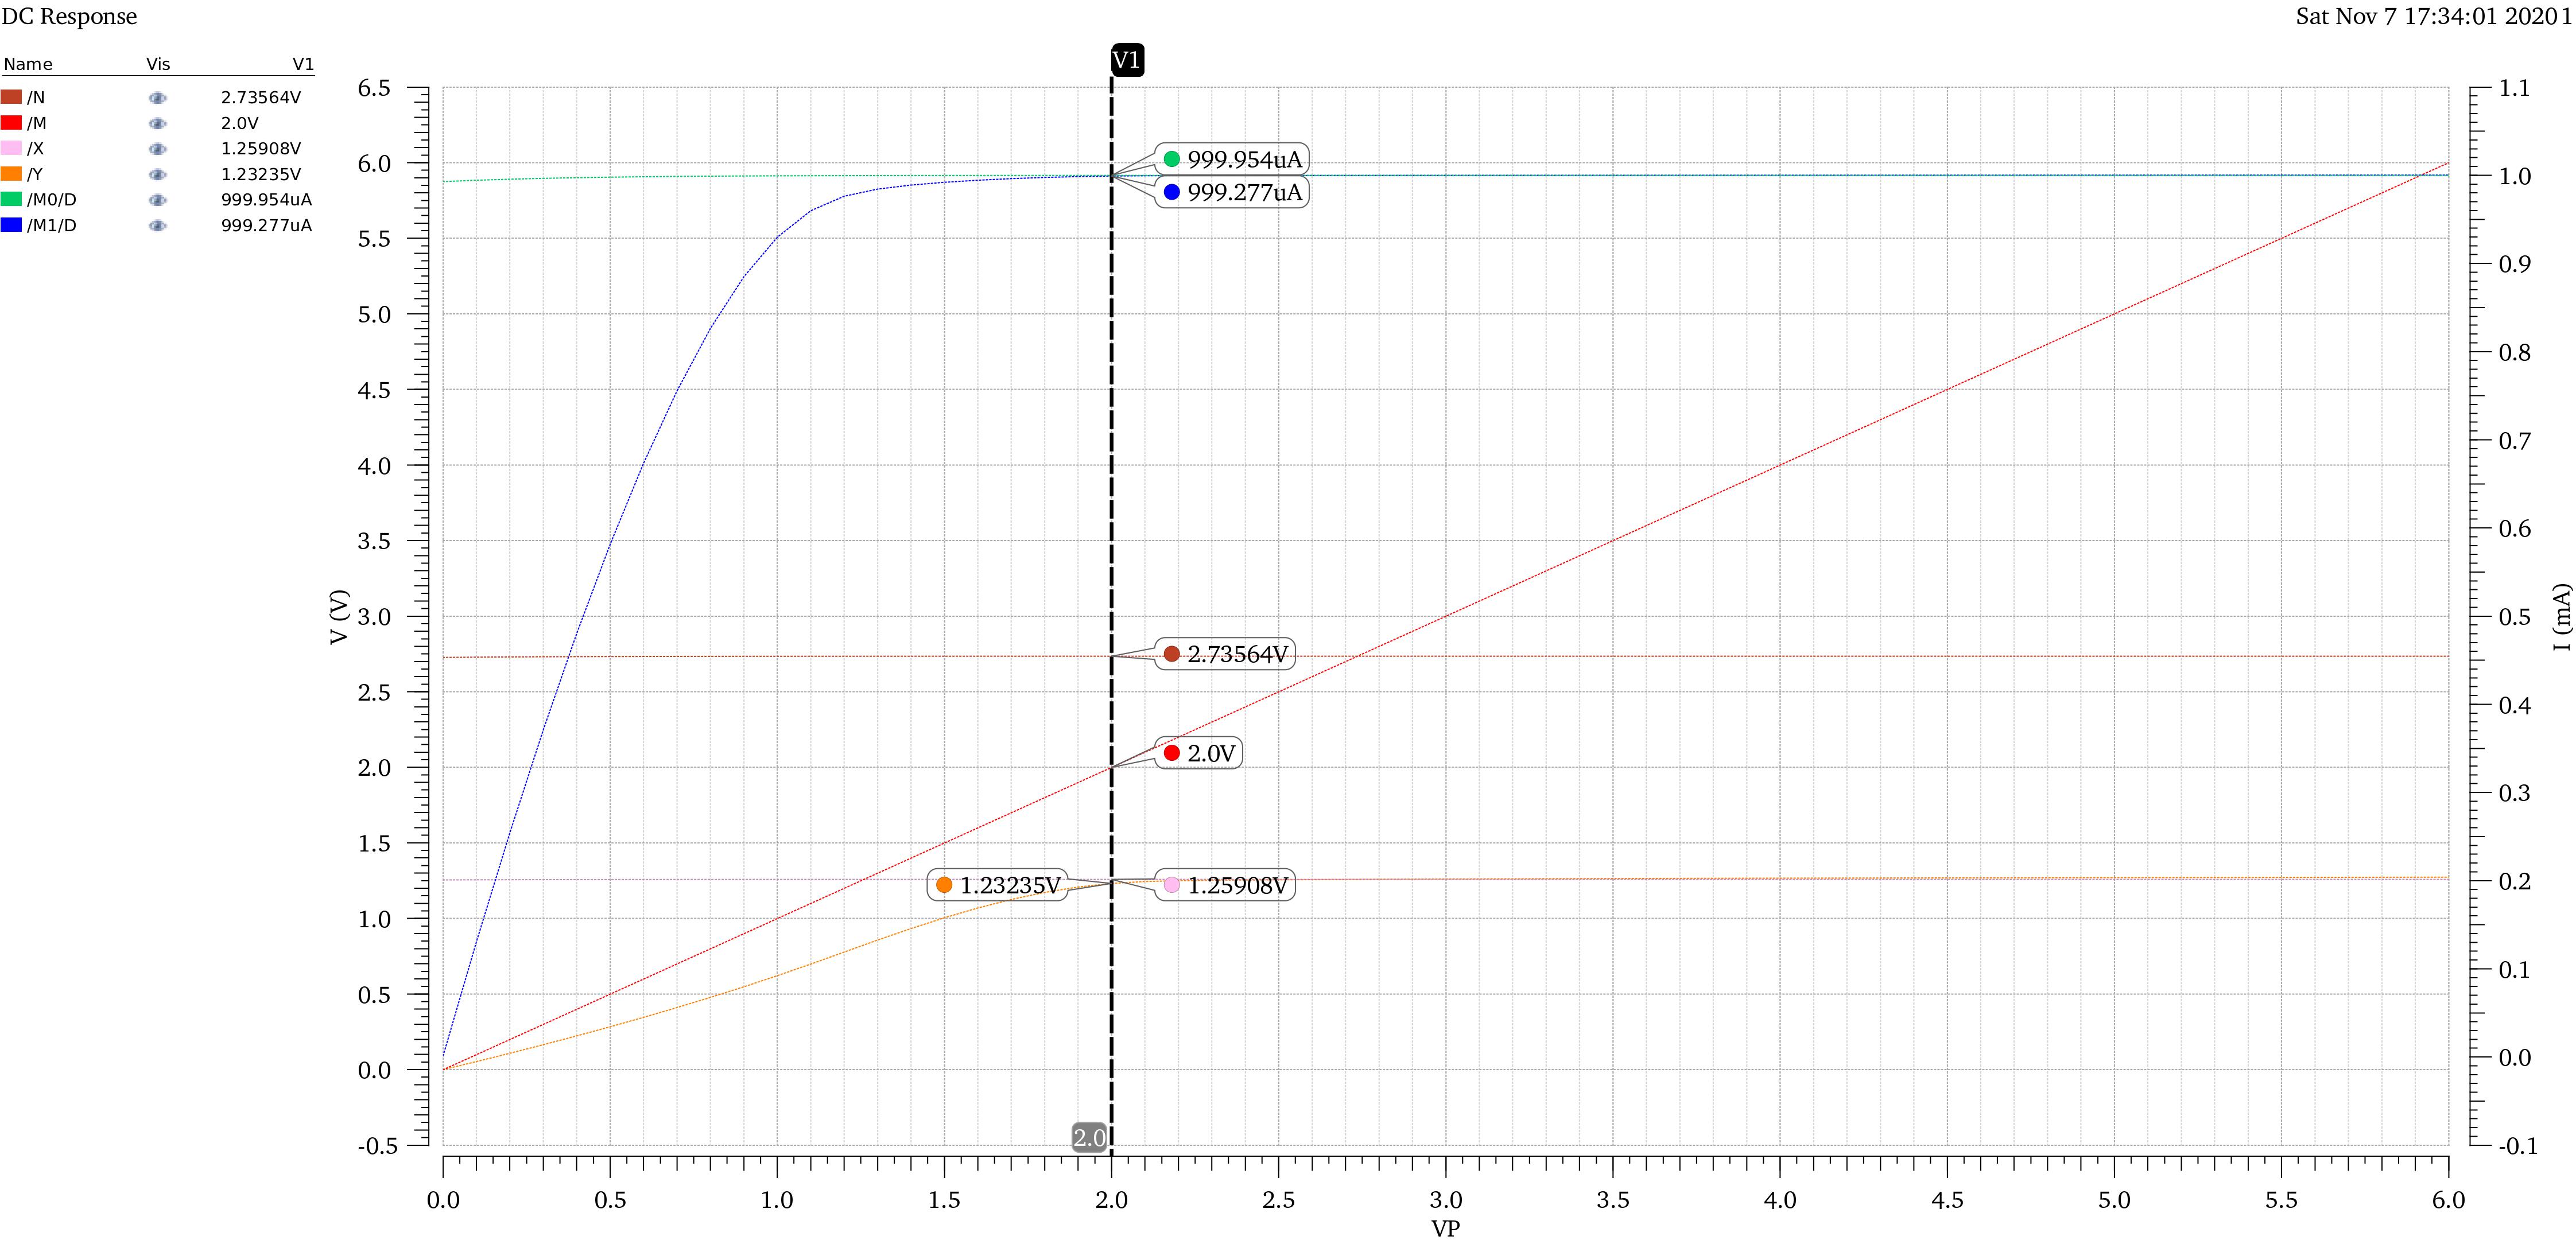 DC Response
Sat Nov 7 17:34:01 2020 1
Name Vis V1
/N 2.73564V
/M 2.0V
/X 1.25908V
/Y 1.23235V
/M0/D 999.954uA
/M1/D 999.277uA
V1
6.5
6.0
5.5
5.0
4.5
4.0
3.5
3.0
2.5
2.0
1.5
1.0
0.5
0.0
-0.5
V (V)
999.954uA
999.277uA
2.73564V
2.0V
1.23235V
1.25908V
2.0
1.1
1.0
0.9
0.8
0.7
0.6
0.5
0.4
0.3
0.2
0.1
0.0
-0.1
I (mA)
0.0 0.5 1.0 1.5 2.0 2.5 3.0 3.5 4.0 4.5 5.0 5.5 6.0
VP